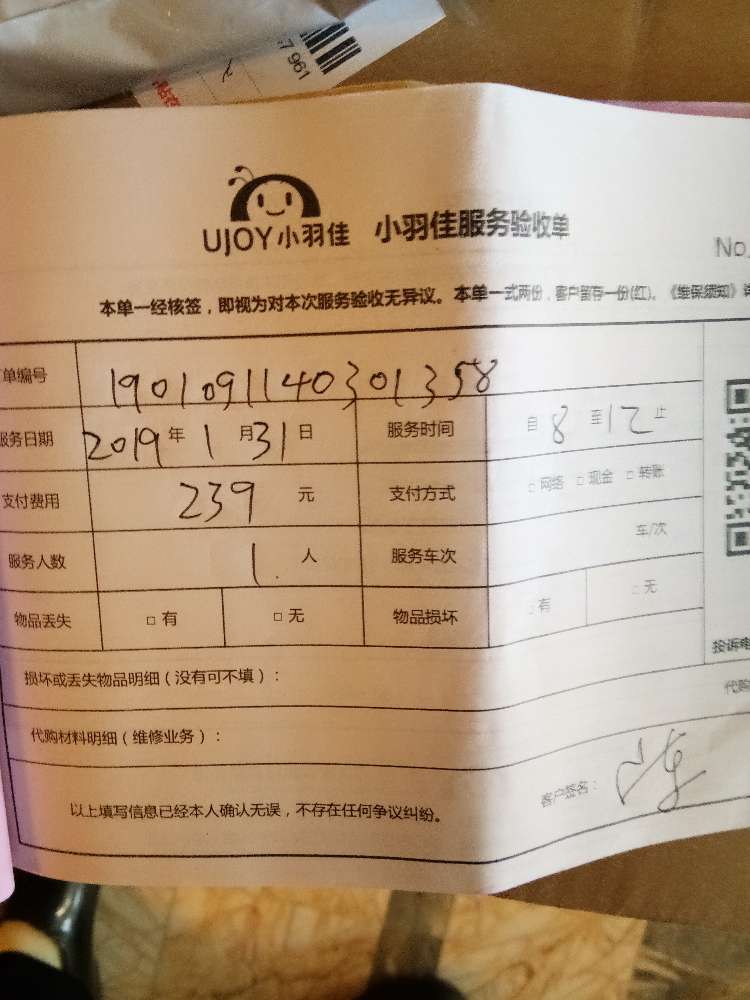 961
UJOY小羽佳 小羽佳服务验收单
No.
本单一经核签，即视为对本次服务验收无异议。本单一式两份，客户留存一份(红)。《维保须知》
单编号 1901091140301358
服务日期 2019年1月31日 服务时间 自8至12止
支付费用 239元 支付方式 □网络 □现金 □转账
服务人数 1人 服务车次 车/次
物品丢失 □有 □无 物品损坏 □有 □无
投诉电
损坏或丢失物品明细（没有可不填）：
代购
代购材料明细（维修业务）：
以上填写信息已经本人确认无误，不存在任何争议纠纷。 客户签名：